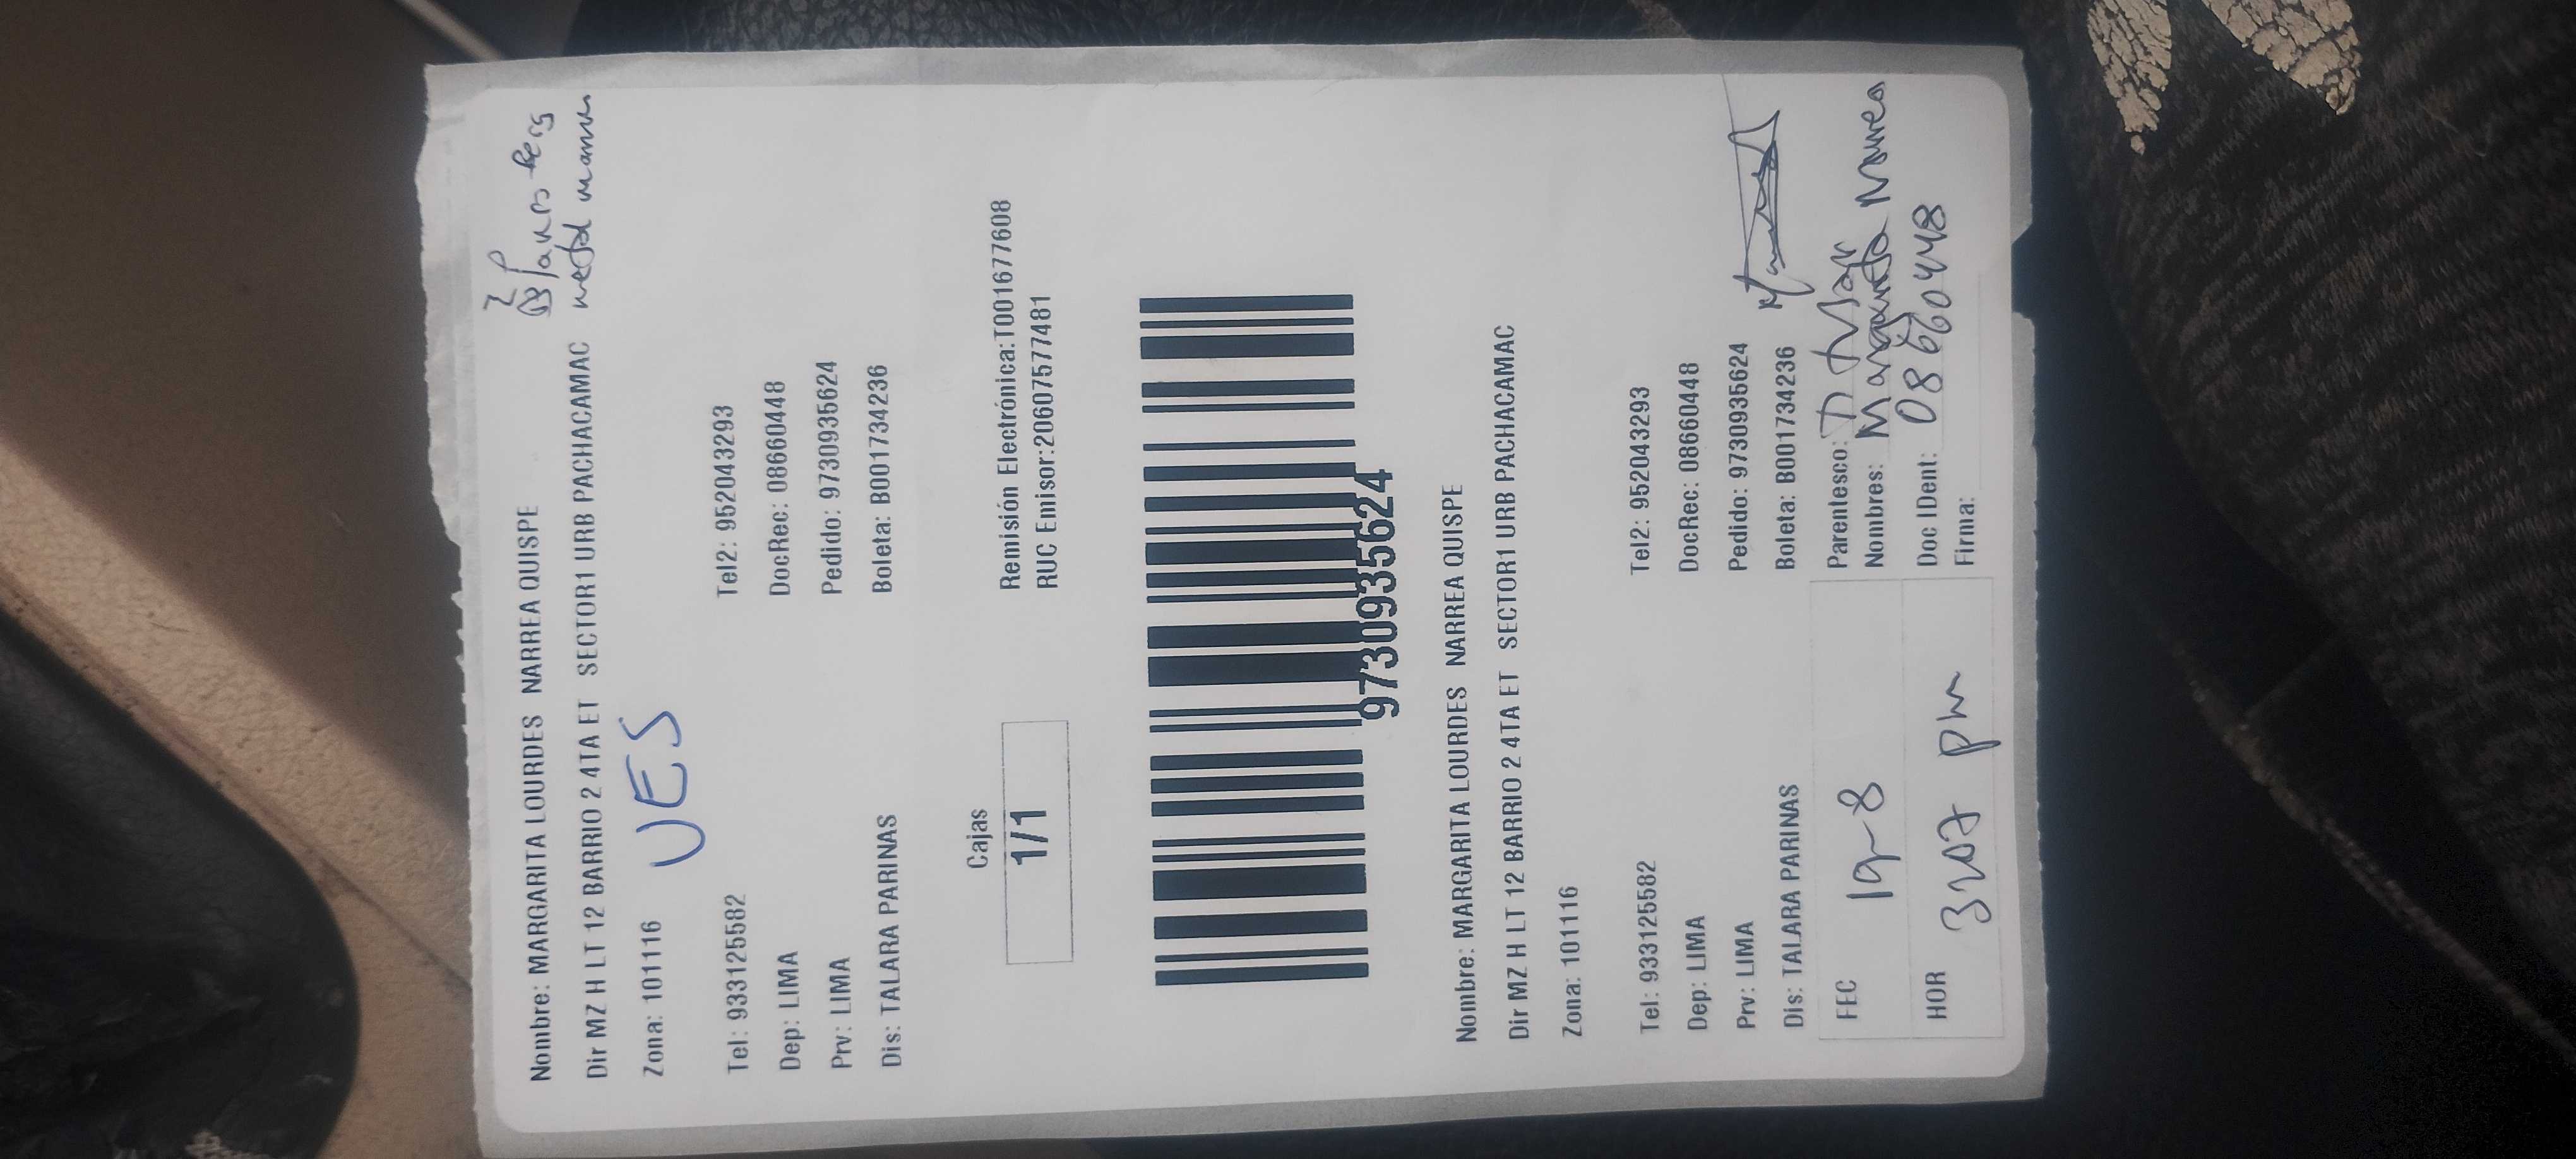 Nombre: MARGARITA LOURDES NARREA QUISPE
Dir MZ H LT 12 BARRIO 2 4TA ET SECTOR1 URB PACHACAMAC
Zona: 101116
VES
Tel: 933125582 Tel2: 952043293
Dep: LIMA DocRec: 08660448
Prv: LIMA Pedido: 9730935624
Dis: TALARA PARINAS Boleta: B001734236
Cajas
1/1
Remisión Electrónica:T001677608
RUC Emisor:20607577481
9730935624
Nombre: MARGARITA LOURDES NARREA QUISPE
Dir MZ H LT 12 BARRIO 2 4TA ET SECTOR1 URB PACHACAMAC
Zona: 101116
Tel: 933125582 Tel2: 952043293
Dep: LIMA DocRec: 08660448
Prv: LIMA Pedido: 9730935624
Dis: TALARA PARINAS Boleta: B001734236
FEC 19-8 Parentesco:
Nombres: Margarita Narrea
HOR 3207 pm Doc IDent: 08660448
Firma: